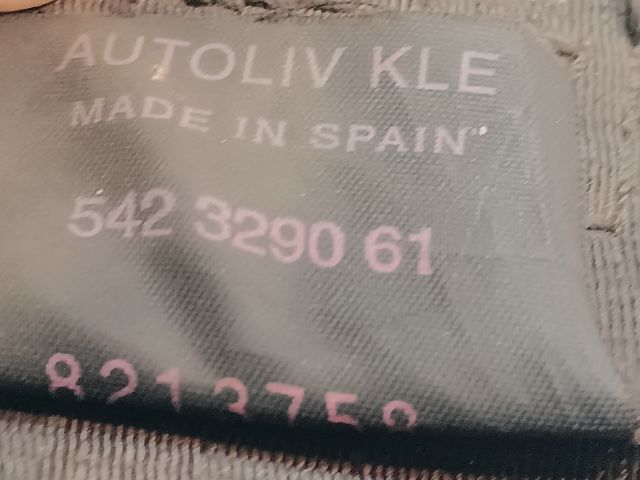 AUTOLIV KLE
MADE IN SPAIN
542 3290 61